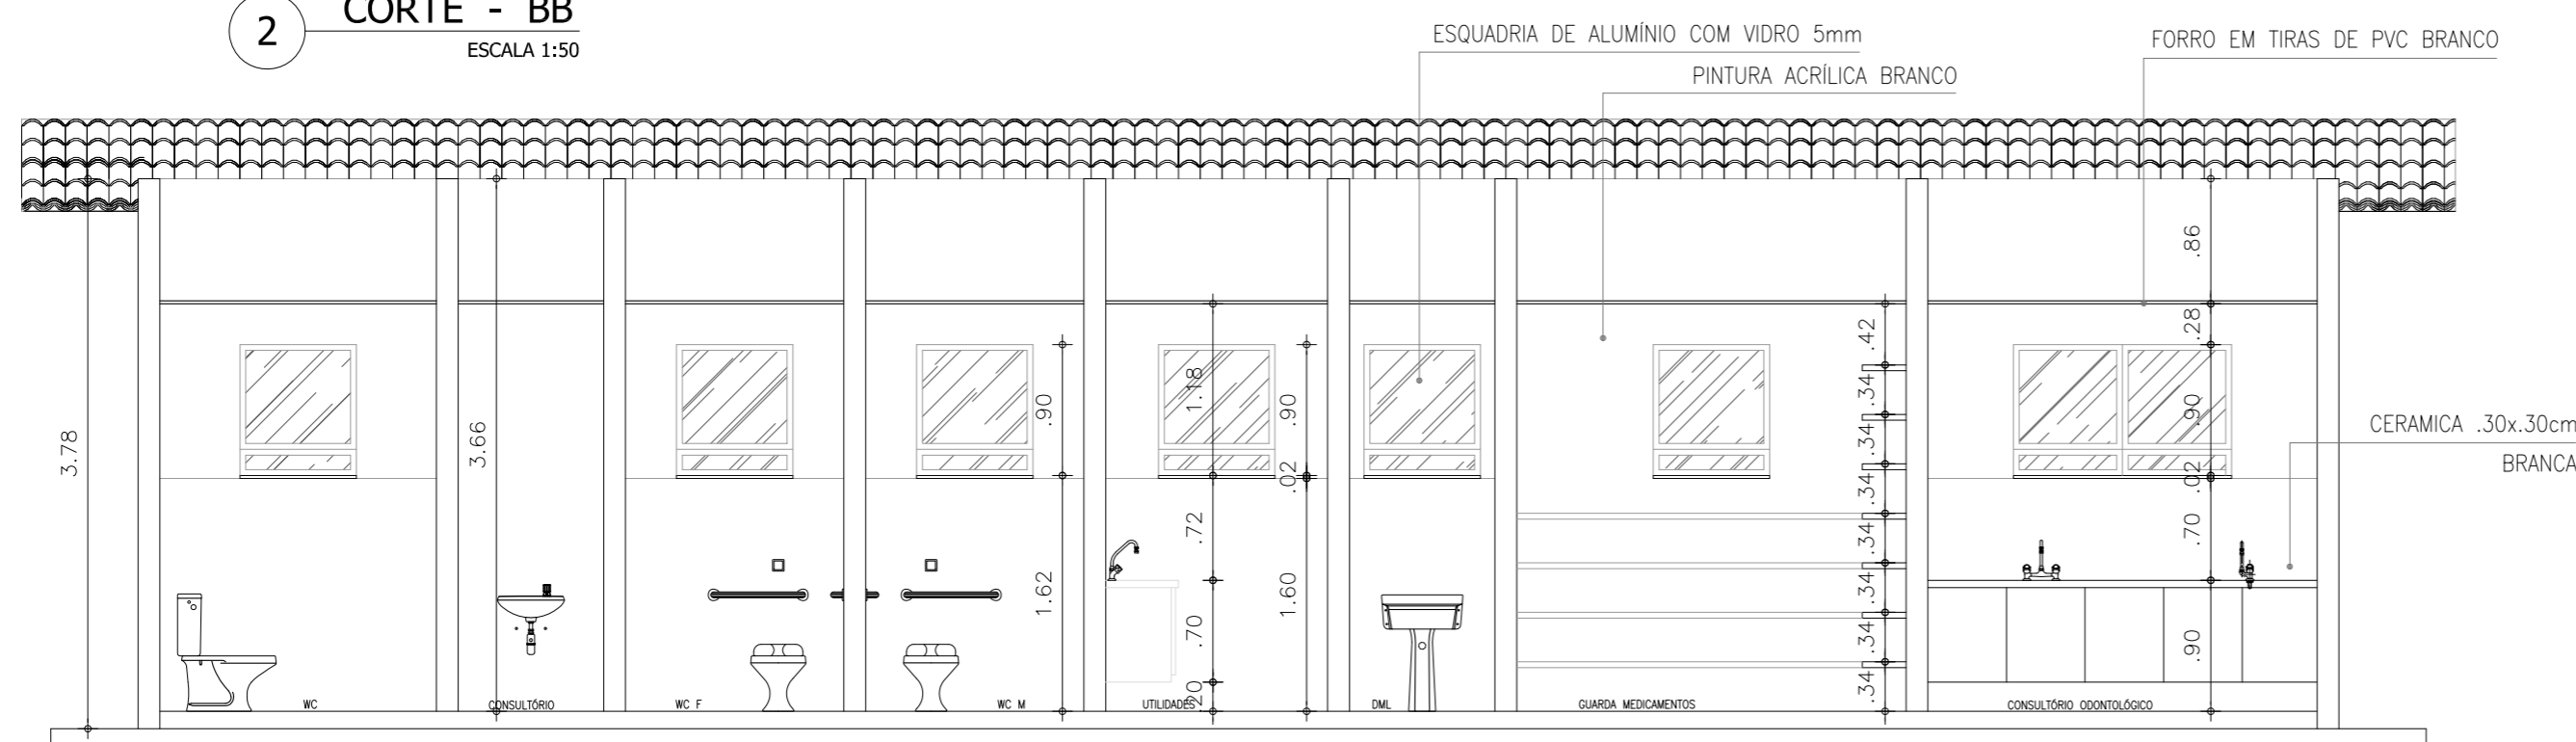 2
CORTE - BB
ESCALA 1:50
ESQUADRIA DE ALUMÍNIO COM VIDRO 5mm
FORRO EM TIRAS DE PVC BRANCO
PINTURA ACRÍLICA BRANCO
3.78
3.66
.90
1.62
1.18
.72
.70
.20
.90
.02
1.60
.42
.34
.34
.34
.34
.34
.34
.34
.86
.28
.90
.02
.70
.90
CERAMICA .30x.30cm
BRANCA
WC
CONSULTÓRIO
WC F
WC M
UTILIDADES
DML
GUARDA MEDICAMENTOS
CONSULTÓRIO ODONTOLÓGICO